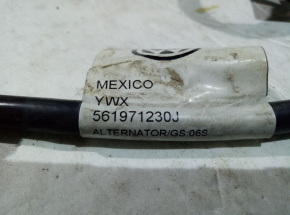 MEXICO
YWX
561971230J
ALTERNATOR/GS 06S